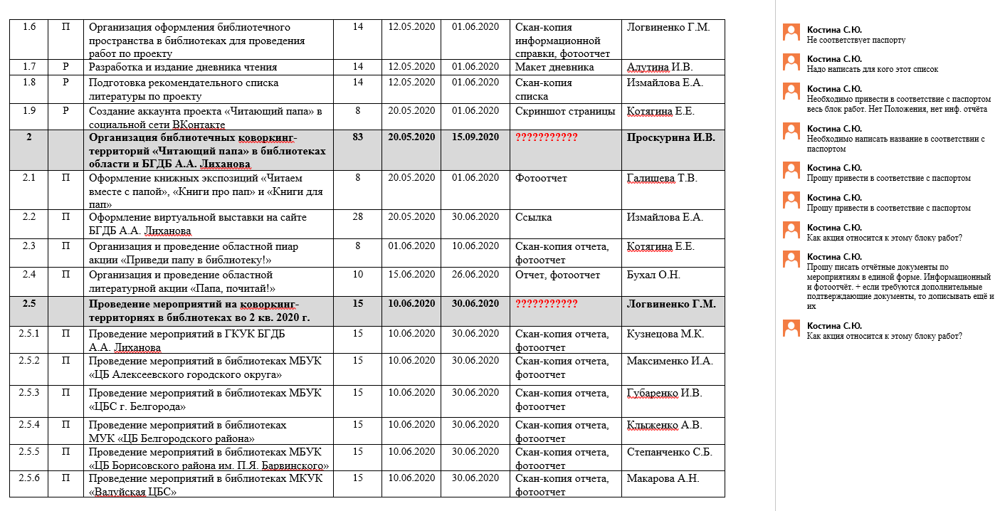 1.6 П Организация оформления библиотечного 14 12.05.2020 01.06.2020 Скан-копия Логвиненко Г.М.
пространства в библиотеках для проведения информационной
работ по проекту справки, фотоотчет
1.7 Р Разработка и издание дневника чтения 14 12.05.2020 01.06.2020 Макет дневника Алутина И.В.
1.8 Р Подготовка рекомендательного списка 14 12.05.2020 01.06.2020 Скан-копия Измайлова Е.А.
литературы по проекту списка
1.9 Р Создание аккаунта проекта «Читающий папа» в 8 20.05.2020 01.06.2020 Скриншот страницы Котягина Е.Е.
социальной сети ВКонтакте
2 Организация библиотечных коворкинг- 83 20.05.2020 15.09.2020 ??????????? Проскурина И.В.
территорий «Читающий папа» в библиотеках
области и БГДБ А.А. Лиханова
2.1 П Оформление книжных экспозиций «Читаем 8 20.05.2020 01.06.2020 Фотоотчет Галищева Т.В.
вместе с папой», «Книги про пап» и «Книги для
пап»
2.2 П Оформление виртуальной выставки на сайте 28 20.05.2020 30.06.2020 Ссылка Измайлова Е.А.
БГДБ А.А. Лиханова
2.3 П Организация и проведение областной пиар 8 01.06.2020 10.06.2020 Скан-копия отчета, Котягина Е.Е.
акции «Приведи папу в библиотеку!» фотоотчет
2.4 П Организация и проведение областной 10 15.06.2020 26.06.2020 Отчет, фотоотчет Бухал О.Н.
литературной акции «Папа, почитай!»
2.5 Проведение мероприятий на коворкинг- 15 10.06.2020 30.06.2020 ??????????? Логвиненко Г.М.
территориях в библиотеках во 2 кв. 2020 г.
2.5.1 П Проведение мероприятий в ГКУК БГДБ 15 10.06.2020 30.06.2020 Скан-копия отчета, Кузнецова М.К.
А.А. Лиханова фотоотчет
2.5.2 П Проведение мероприятий в библиотеках МБУК 15 10.06.2020 30.06.2020 Скан-копия отчета, Максименко И.А.
«ЦБ Алексеевского городского округа» фотоотчет
2.5.3 П Проведение мероприятий в библиотеках МБУК 15 10.06.2020 30.06.2020 Скан-копия отчета, Губаренко И.В.
«ЦБС г. Белгорода» фотоотчет
2.5.4 П Проведение мероприятий в библиотеках 15 10.06.2020 30.06.2020 Скан-копия отчета, Клыженко А.В.
МУК «ЦБ Белгородского района» фотоотчет
2.5.5 П Проведение мероприятий в библиотеках МБУК 15 10.06.2020 30.06.2020 Скан-копия отчета, Степанченко С.Б.
«ЦБ Борисовского района им. П.Я. Барвинского» фотоотчет
2.5.6 П Проведение мероприятий в библиотеках МКУК 15 10.06.2020 30.06.2020 Скан-копия отчета, Макарова А.Н.
«Валуйская ЦБС» фотоотчет
Костина С.Ю.
Не соответствует паспорту
Костина С.Ю.
Надо написать для кого этот список
Костина С.Ю.
Необходимо привести в соответствие с паспортом
весь блок работ. Нет Положения, нет инф. отчёта
Костина С.Ю.
Необходимо написать название в соответствии с
паспортом
Костина С.Ю.
Прошу привести в соответствие с паспортом
Костина С.Ю.
Прошу привести в соответствие с паспортом
Костина С.Ю.
Как акция относится к этому блоку работ?
Костина С.Ю.
Прошу писать отчётные документы по
мероприятиям в единой форме. Информационный
и фотоотчёт. + если требуются дополнительные
подтверждающие документы, то дописывать ещё и
их
Костина С.Ю.
Как акция относится к этому блоку работ?